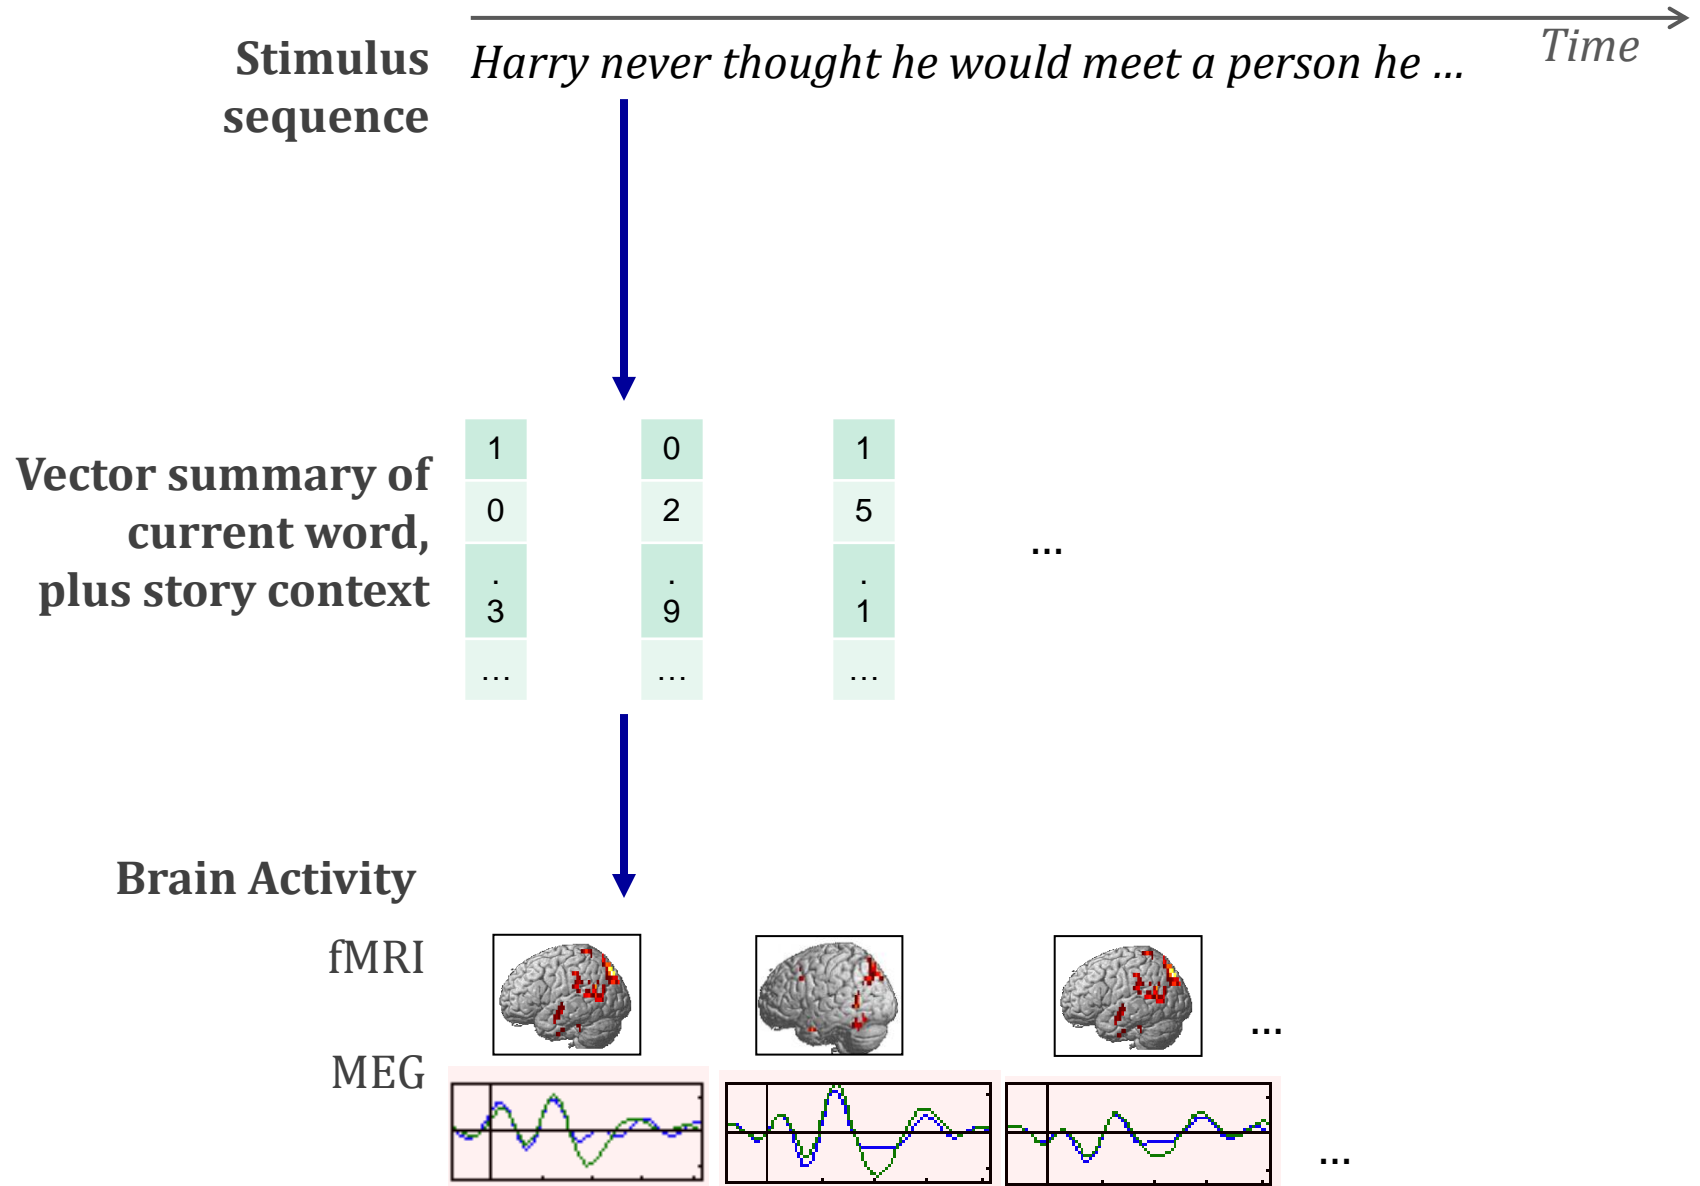 Time
Stimulus
sequence
Harry never thought he would meet a person he ...
Vector summary of
current word,
plus story context
1 0 1
0 2 5
. . .
3 9 1
... ... ...
...
Brain Activity
fMRI
...
MEG
...